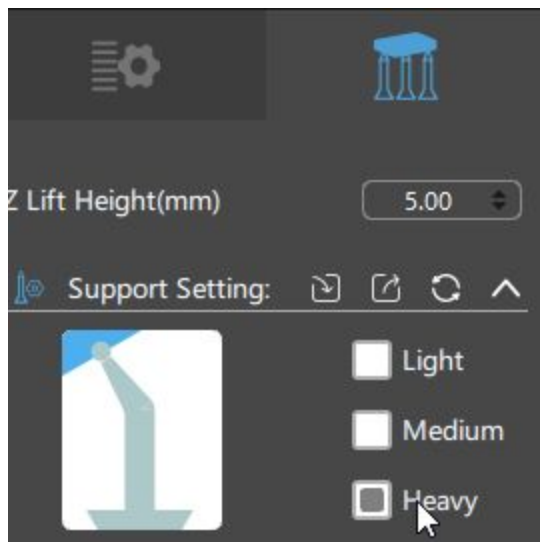 Z Lift Height(mm) 5.00
Support Setting:
Light
Medium
Heavy